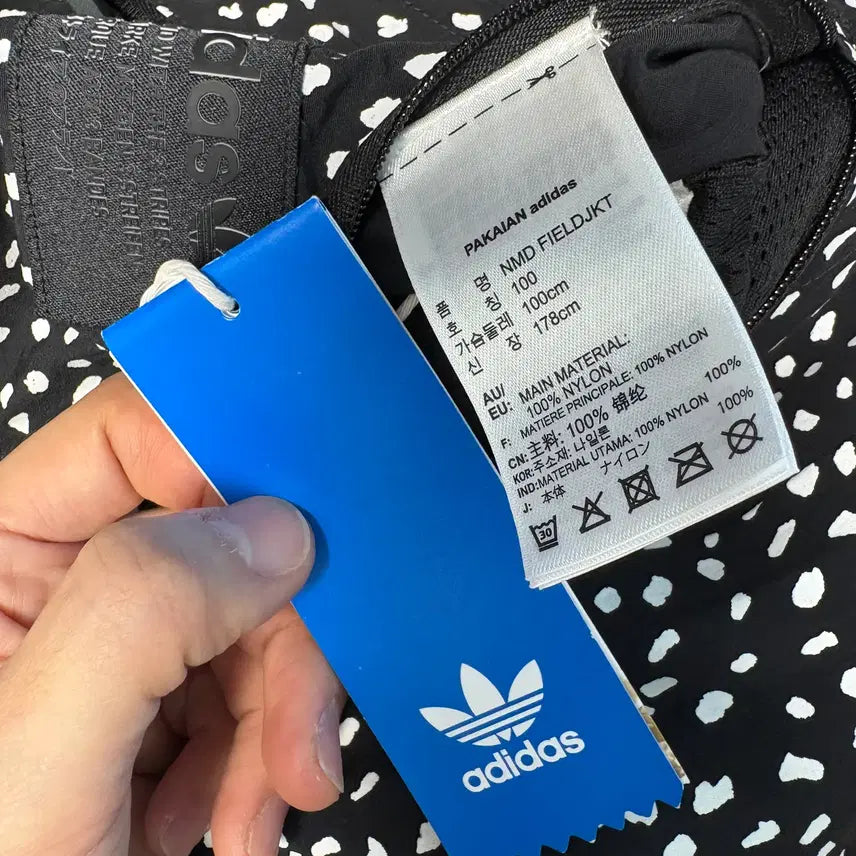 das
PAKAIAN adidas
품 명 NMD FIELDJKT
호 칭 100
가슴둘레 100cm
신 장 178cm
AU/
EU: MAIN MATERIAL:
100% NYLON
F: MATIERE PRINCIPALE: 100% NYLON
CN: 主料: 100% 锦纶
KOR: 주소재: 나일론 100%
IND: MATERIAL UTAMA: 100% NYLON
J: 本体 ナイロン 100%
30
adidas